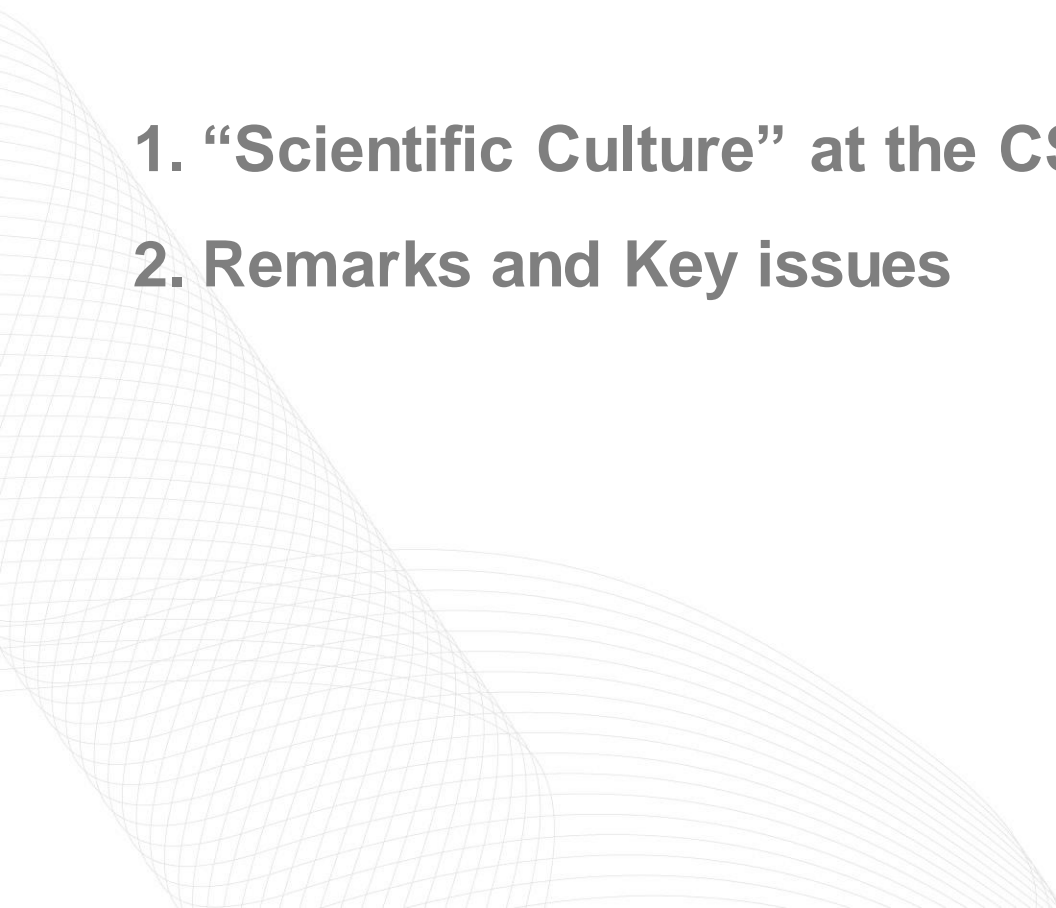 1. “Scientific Culture” at the
2. Remarks and Key issues